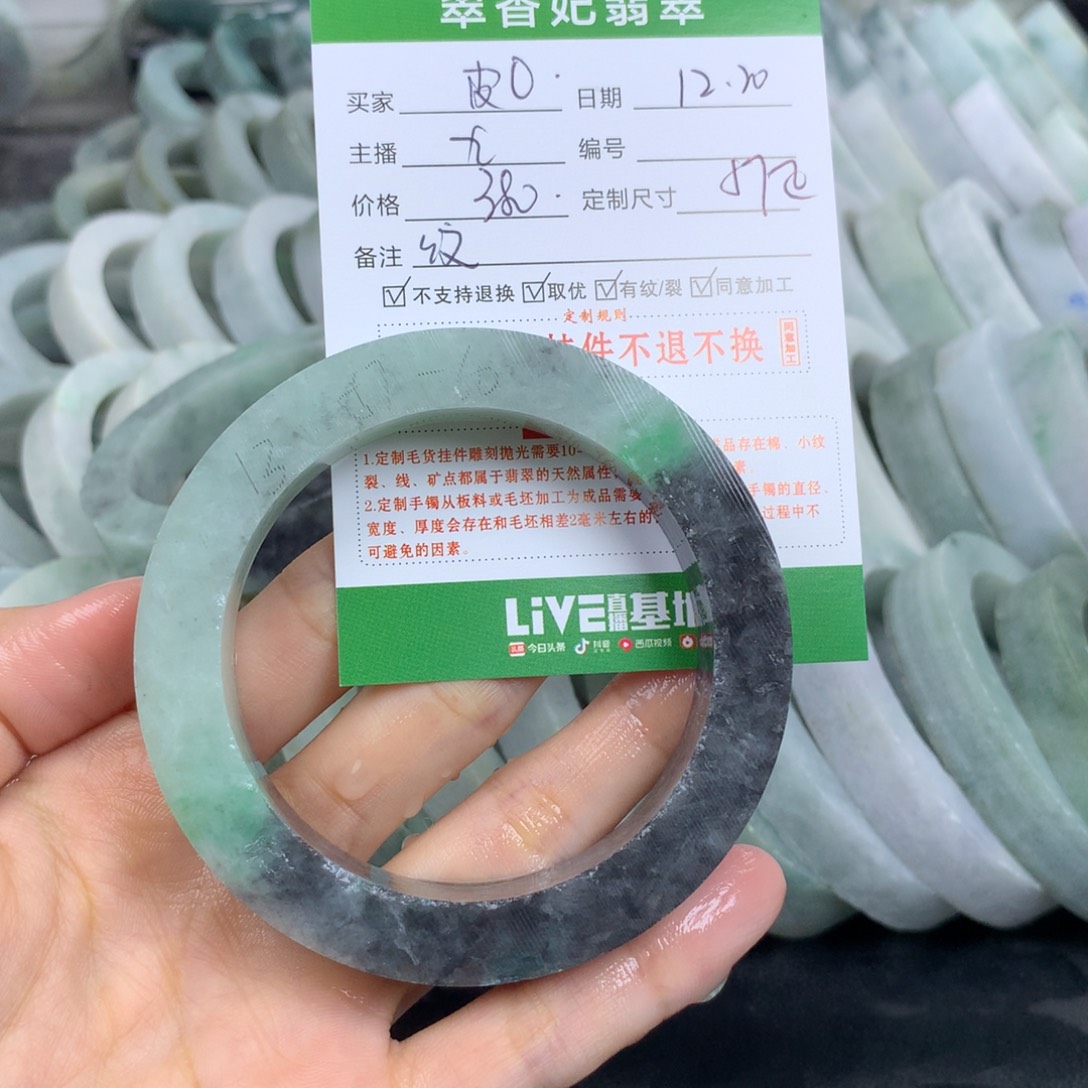 翠香妃翡翠
买家 皮0. 日期 12.20
主播 尤 编号
价格 380. 定制尺寸 57正
备注 纹
☑不支持退换 ☑取优 ☑有纹/裂 ☑同意加工
定制规则
挂件不退不换 同意加工
1.定制毛货挂件雕刻抛光需要10- 品存在棉、小纹
裂、线、矿点都属于翡翠的天然属性 素.
2.定制手镯从板料或毛坯加工为成品需要 手镯的直径、
宽度、厚度会存在和毛坯相差2毫米左右的 过程中不
可避免的因素。
LiVE直播基地
今日头条 抖音 西瓜视频